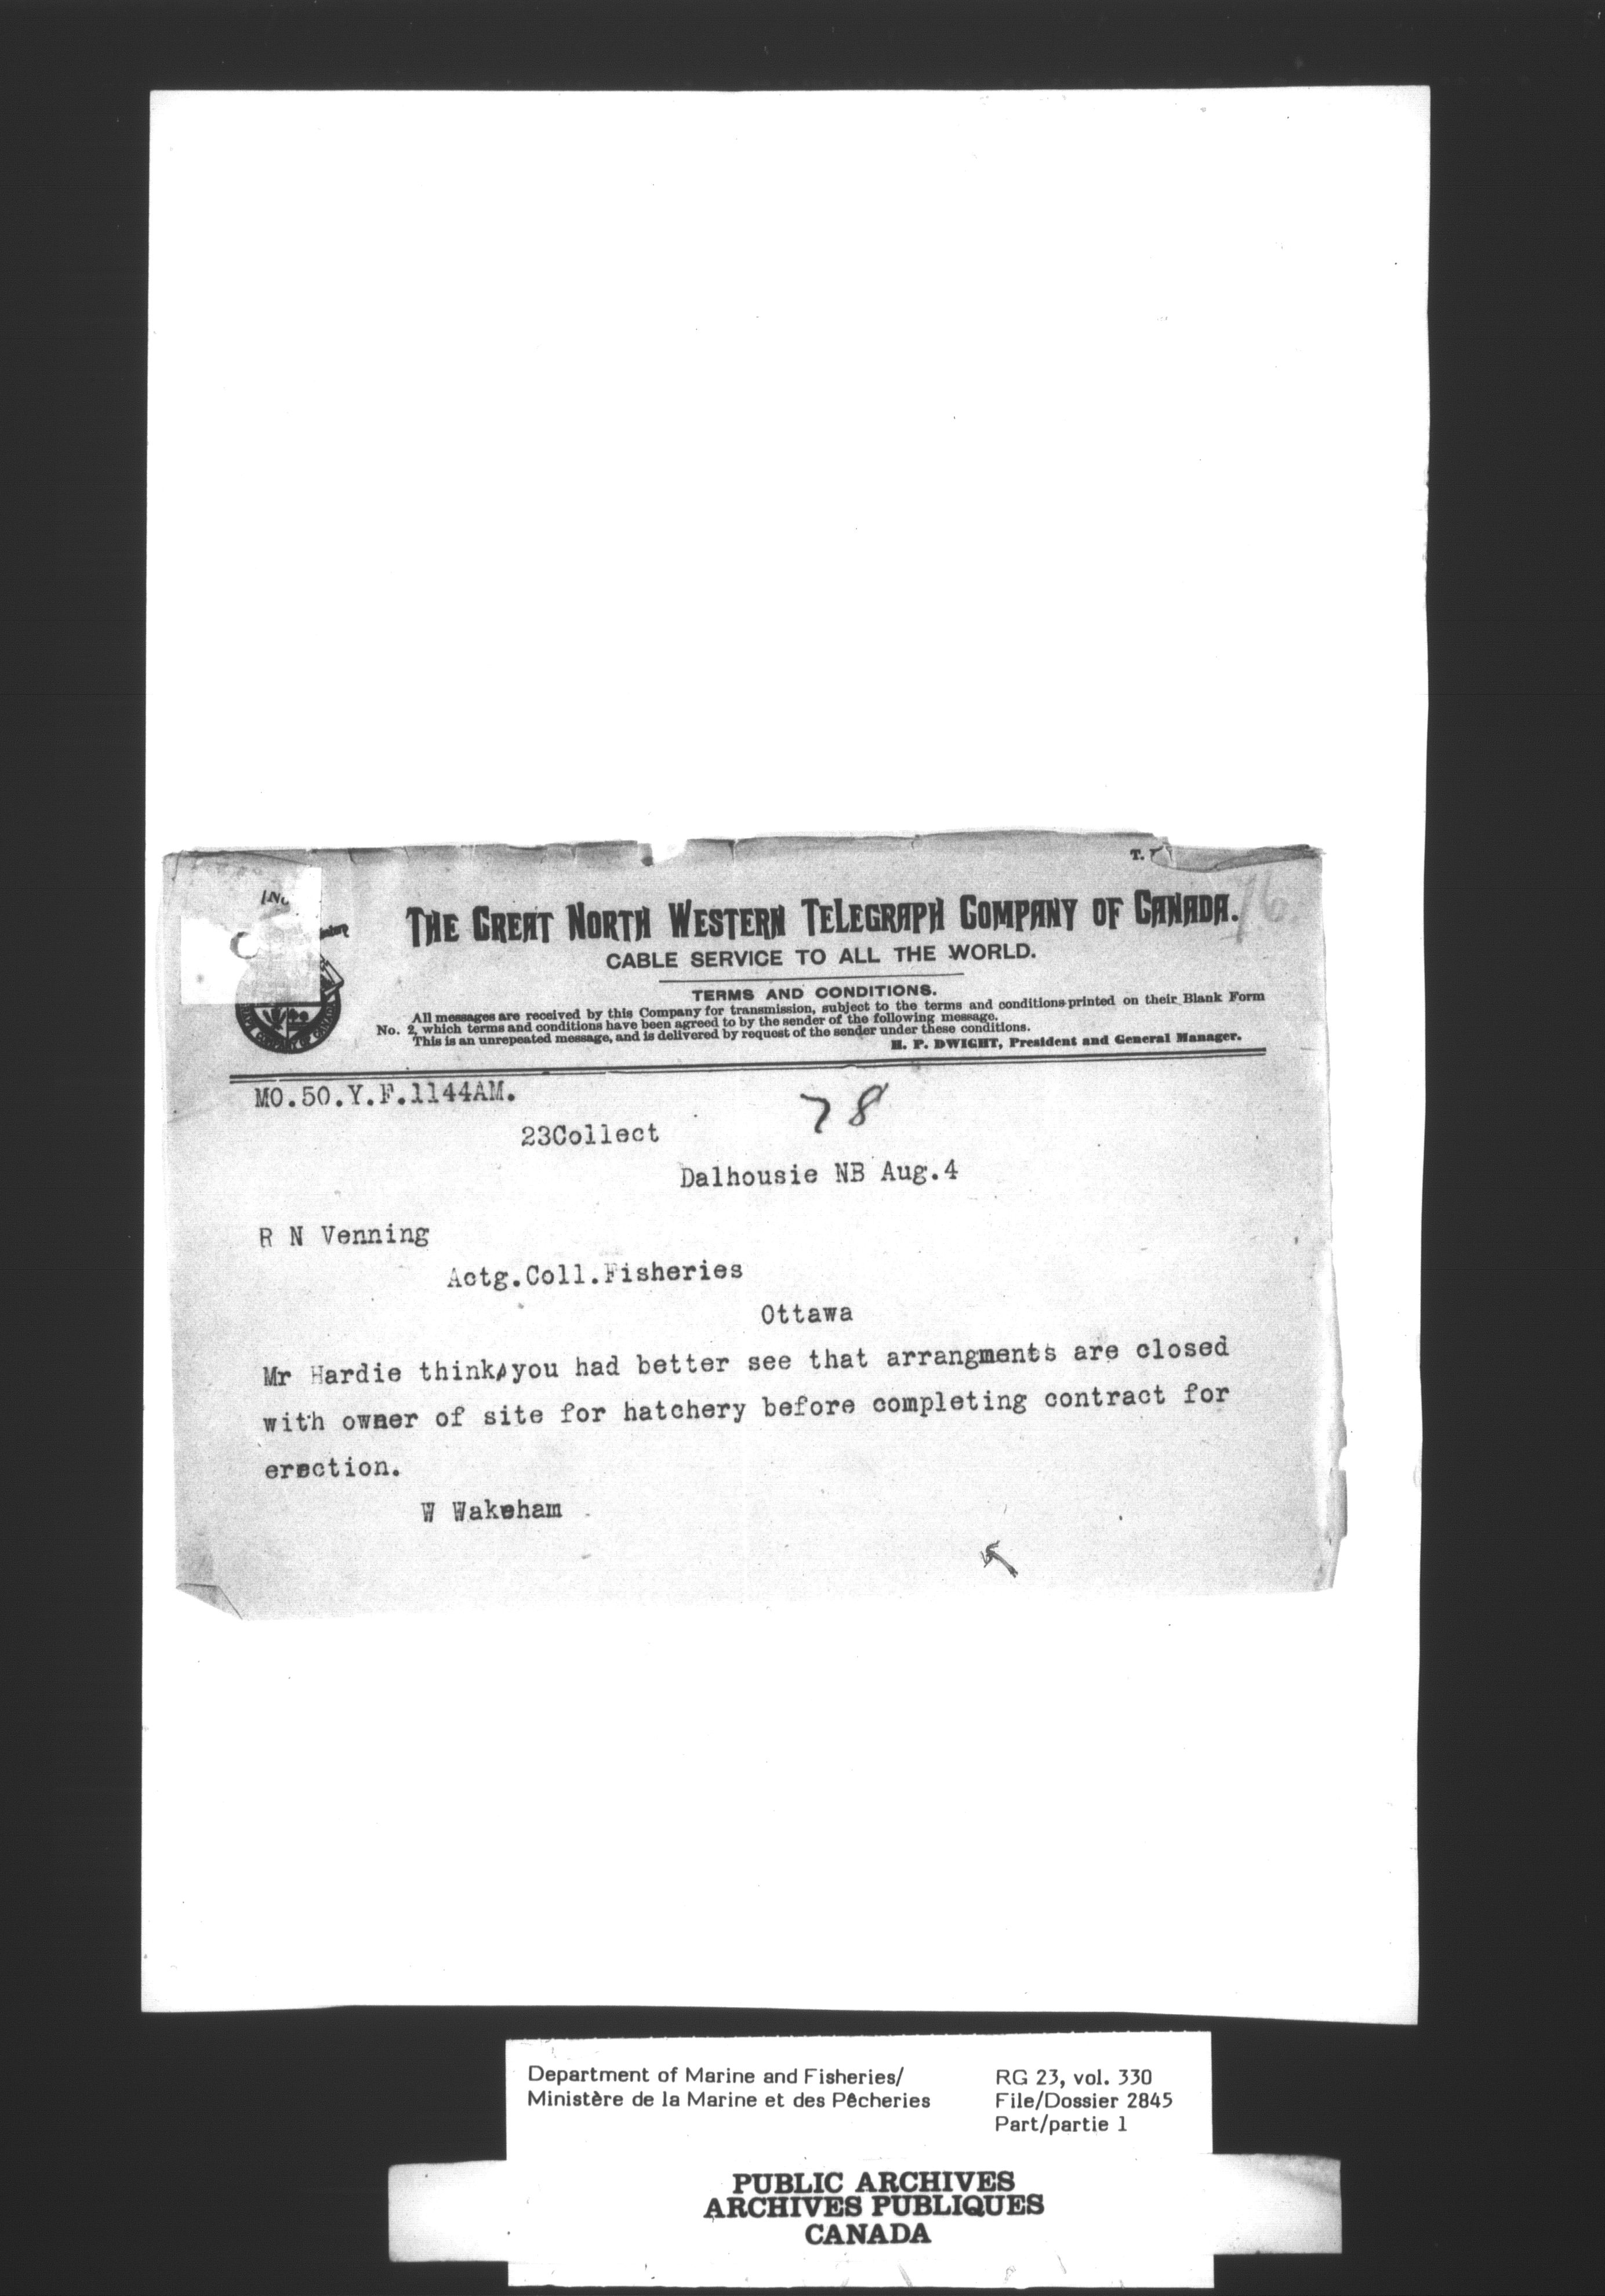 T.
THE GREAT NORTH WESTERN TELEGRAPH COMPANY OF CANADA.
76
CABLE SERVICE TO ALL THE WORLD.
TERMS AND CONDITIONS.
All messages are received by this Company for transmission, subject to the terms and conditions printed on their Blank Form
No. 2, which terms and conditions have been agreed to by the sender of the following message.
This is an unrepeated message, and is delivered by request of the sender under these conditions.
H. P. DWIGHT, President and General Manager.
MO.50.Y.F.1144AM.
78
23Collect
Dalhousie NB Aug.4
R N Venning
Actg.Coll.Fisheries
Ottawa
Mr Hardie thinks you had better see that arrangments are closed
with owner of site for hatchery before completing contract for
erection.
W Wakeham
Department of Marine and Fisheries/
Ministère de la Marine et des Pêcheries
RG 23, vol. 330
File/Dossier 2845
Part/partie 1
PUBLIC ARCHIVES
ARCHIVES PUBLIQUES
CANADA